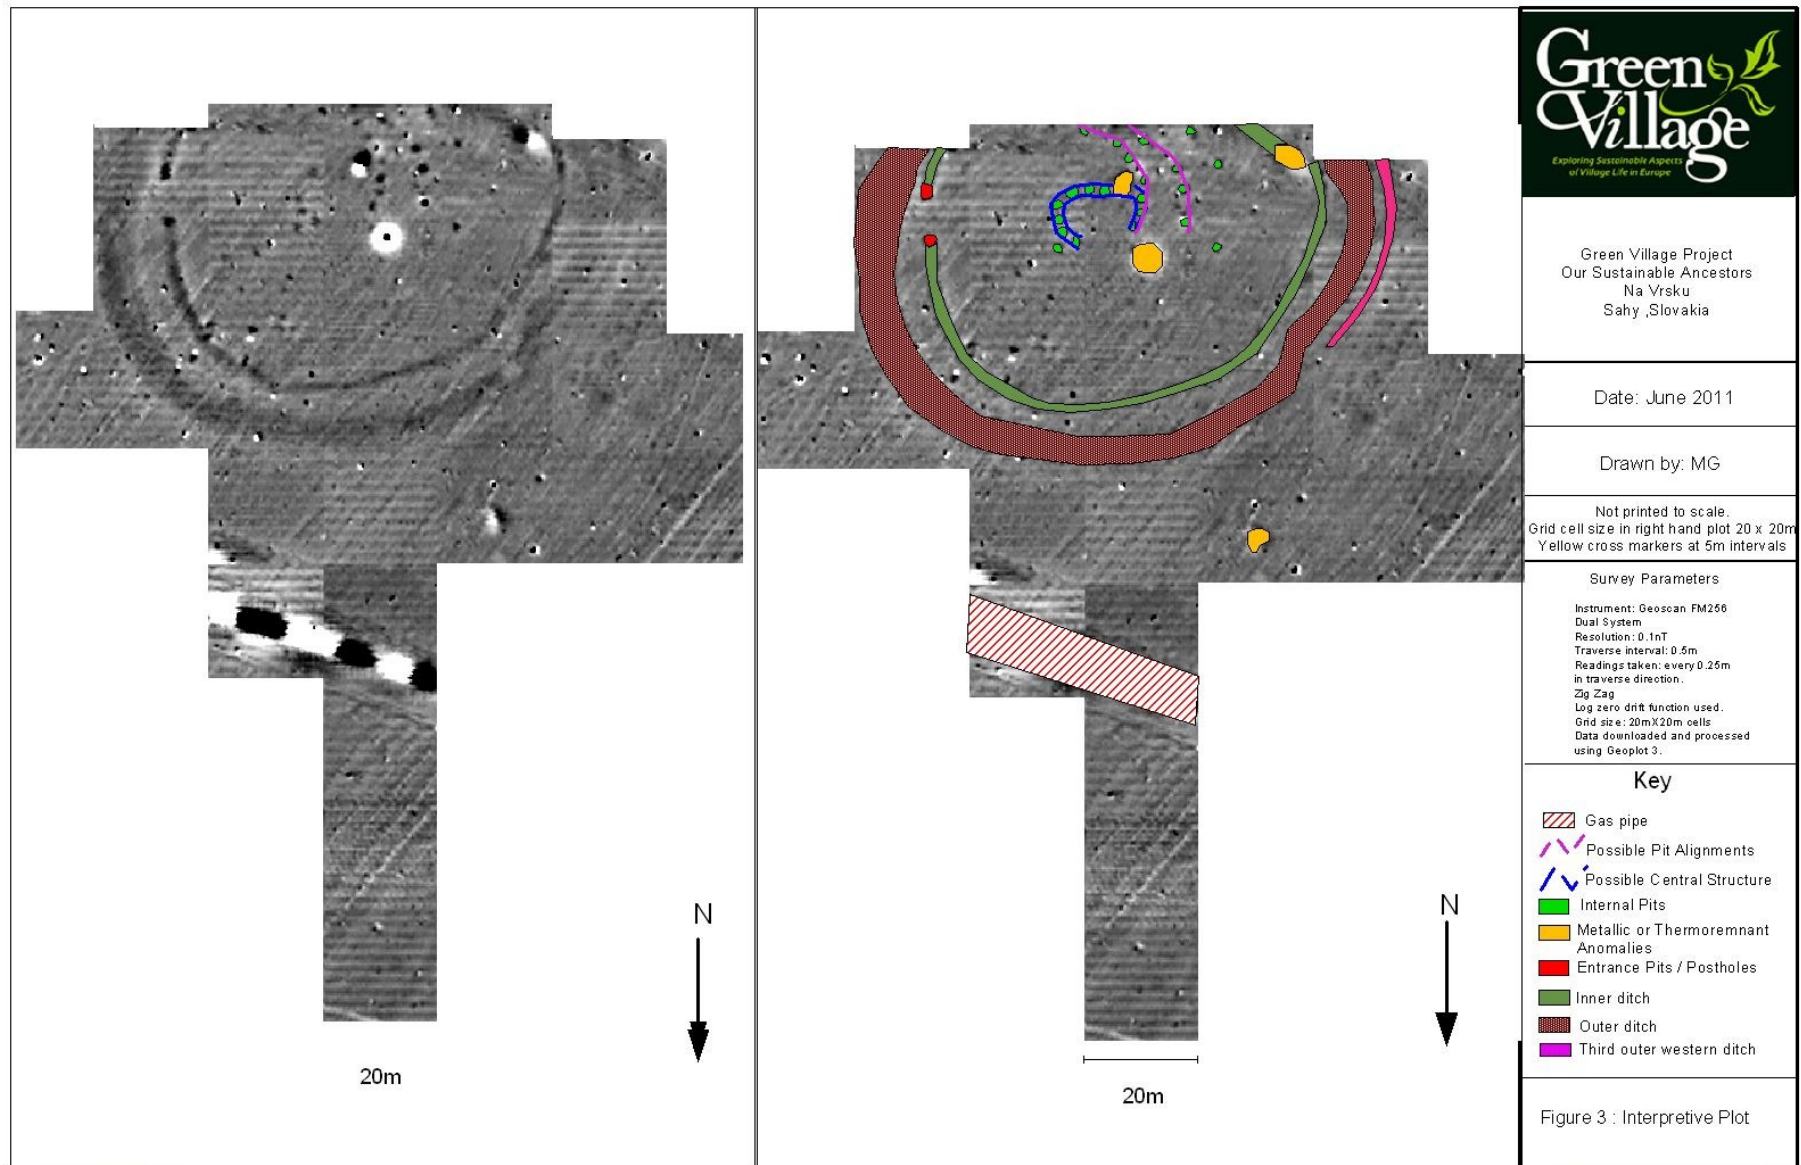 N
20m
N
20m
Green
Village
Exploring Sustainable Aspects
of Village Life in Europe
Green Village Project
Our Sustainable Ancestors
Na Vrsku
Sahy ,Slovakia
Date: June 2011
Drawn by: MG
Not printed to scale.
Grid cell size in right hand plot 20 x 20m
Yellow cross markers at 5m intervals
Survey Parameters
Instrument: Geoscan FM256
Dual System
Resolution: 0.1nT
Traverse interval: 0.5m
Readings taken: every 0.25m
in traverse direction.
Zig Zag
Log zero drift function used.
Grid size: 20mX20m cells
Data downloaded and processed
using Geoplot 3.
Key
Gas pipe
Possible Pit Alignments
Possible Central Structure
Internal Pits
Metallic or Thermoremnant
Anomalies
Entrance Pits / Postholes
Inner ditch
Outer ditch
Third outer western ditch
Figure 3 : Interpretive Plot